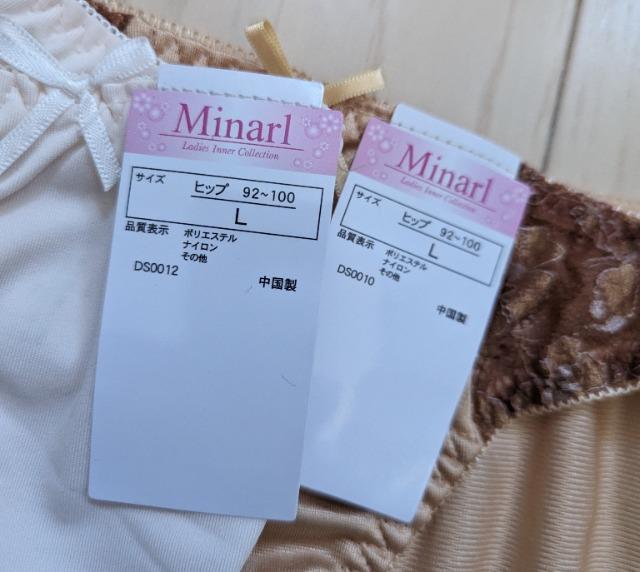 Minarl
Ladies Inner Collection
サイズ
ヒップ 92~100
L
品質表示 ポリエステル
ナイロン
その他
DS0012
中国製
Minarl
Ladies Inner Collection
サイズ
ヒップ 92~100
L
品質表示 ポリエステル
ナイロン
その他
DS0010
中国製